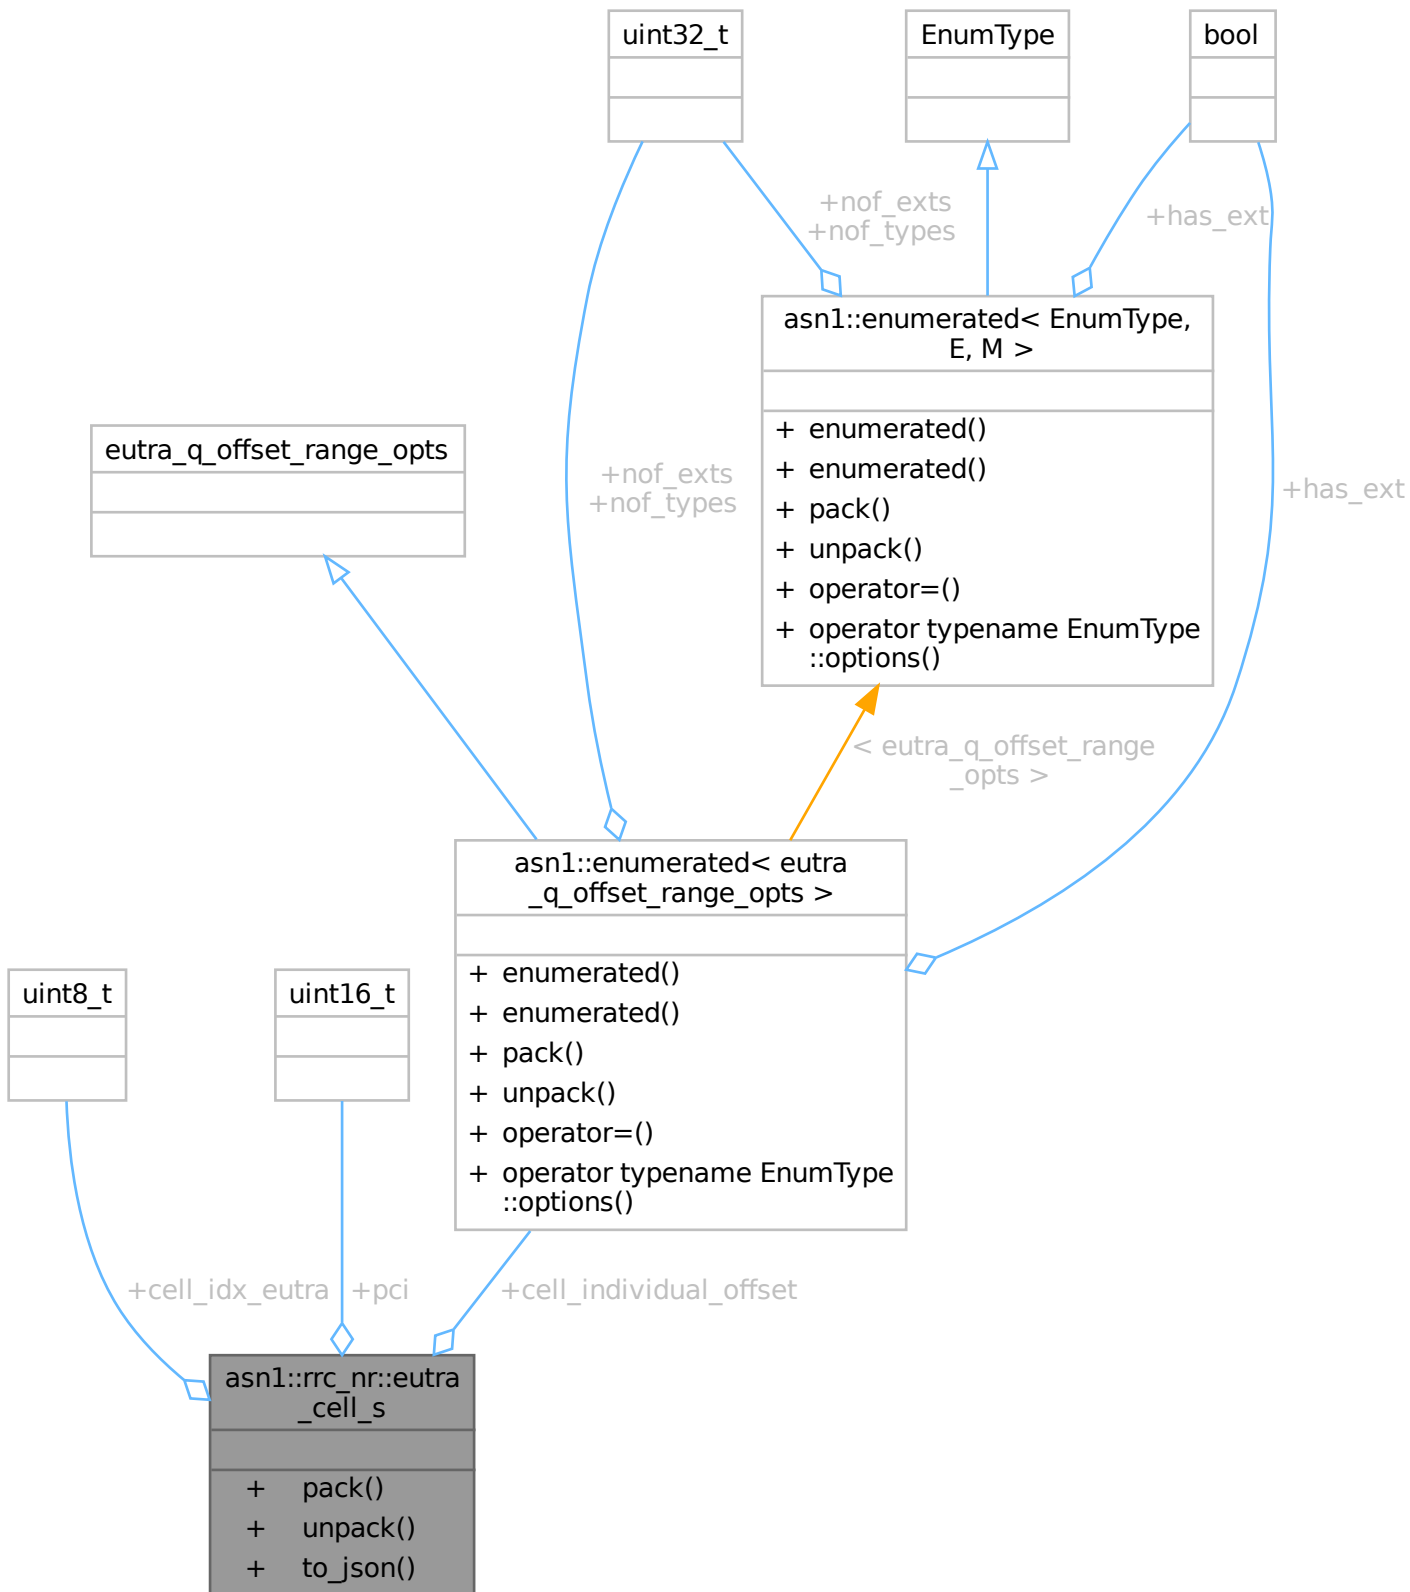 uint32_t
EnumType
bool
+nof_exts
+nof_types
+has_ext
asn1::enumerated< EnumType,
E, M >
+ enumerated()
+ enumerated()
+ pack()
+ unpack()
+ operator=()
+ operator typename EnumType
::options()
eutra_q_offset_range_opts
+nof_exts
+nof_types
+has_ext
< eutra_q_offset_range
_opts >
asn1::enumerated< eutra
_q_offset_range_opts >
+ enumerated()
+ enumerated()
+ pack()
+ unpack()
+ operator=()
+ operator typename EnumType
::options()
uint8_t
uint16_t
+cell_idx_eutra
+pci
+cell_individual_offset
asn1::rrc_nr::eutra
_cell_s
+ pack()
+ unpack()
+ to_json()